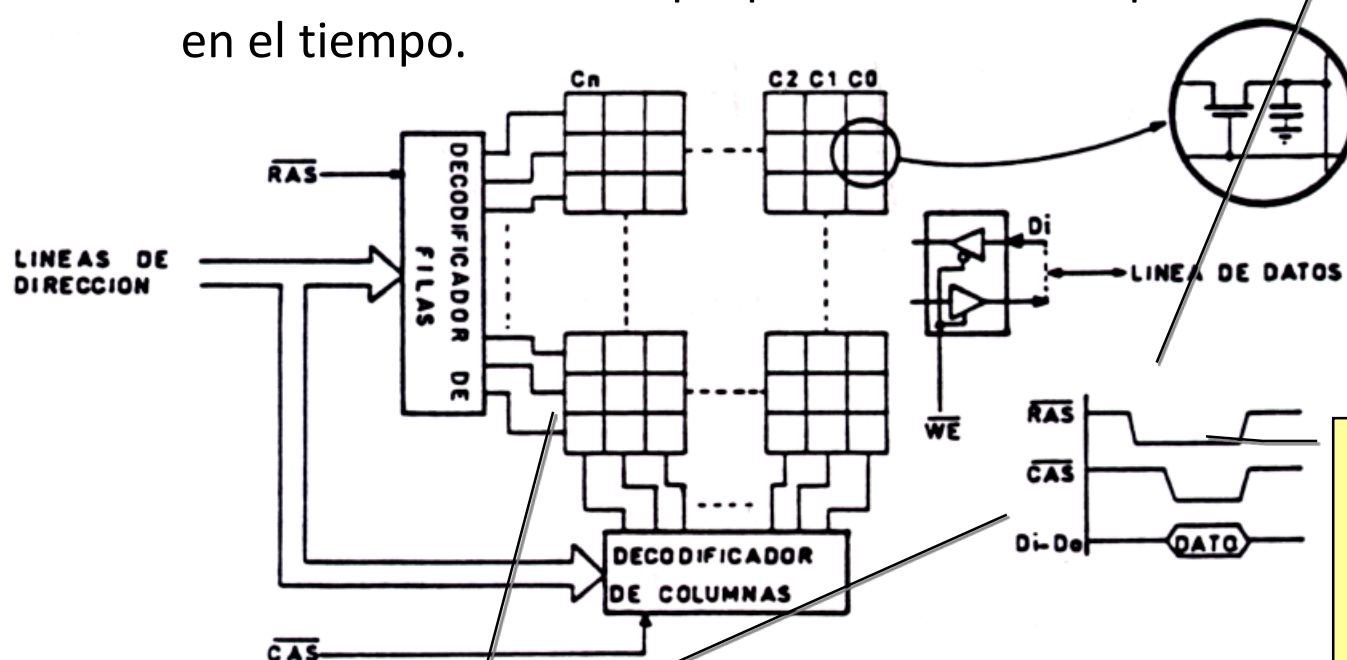 en el tiempo.
Cn
C2 C1 C0
RAS
DECODIFICADOR DE
FILAS
LINEAS DE
DIRECCION
Di
LINEA DE DATOS
WE
RAS
CAS
Di-Do
DATO
DECODIFICADOR
DE COLUMNAS
CAS